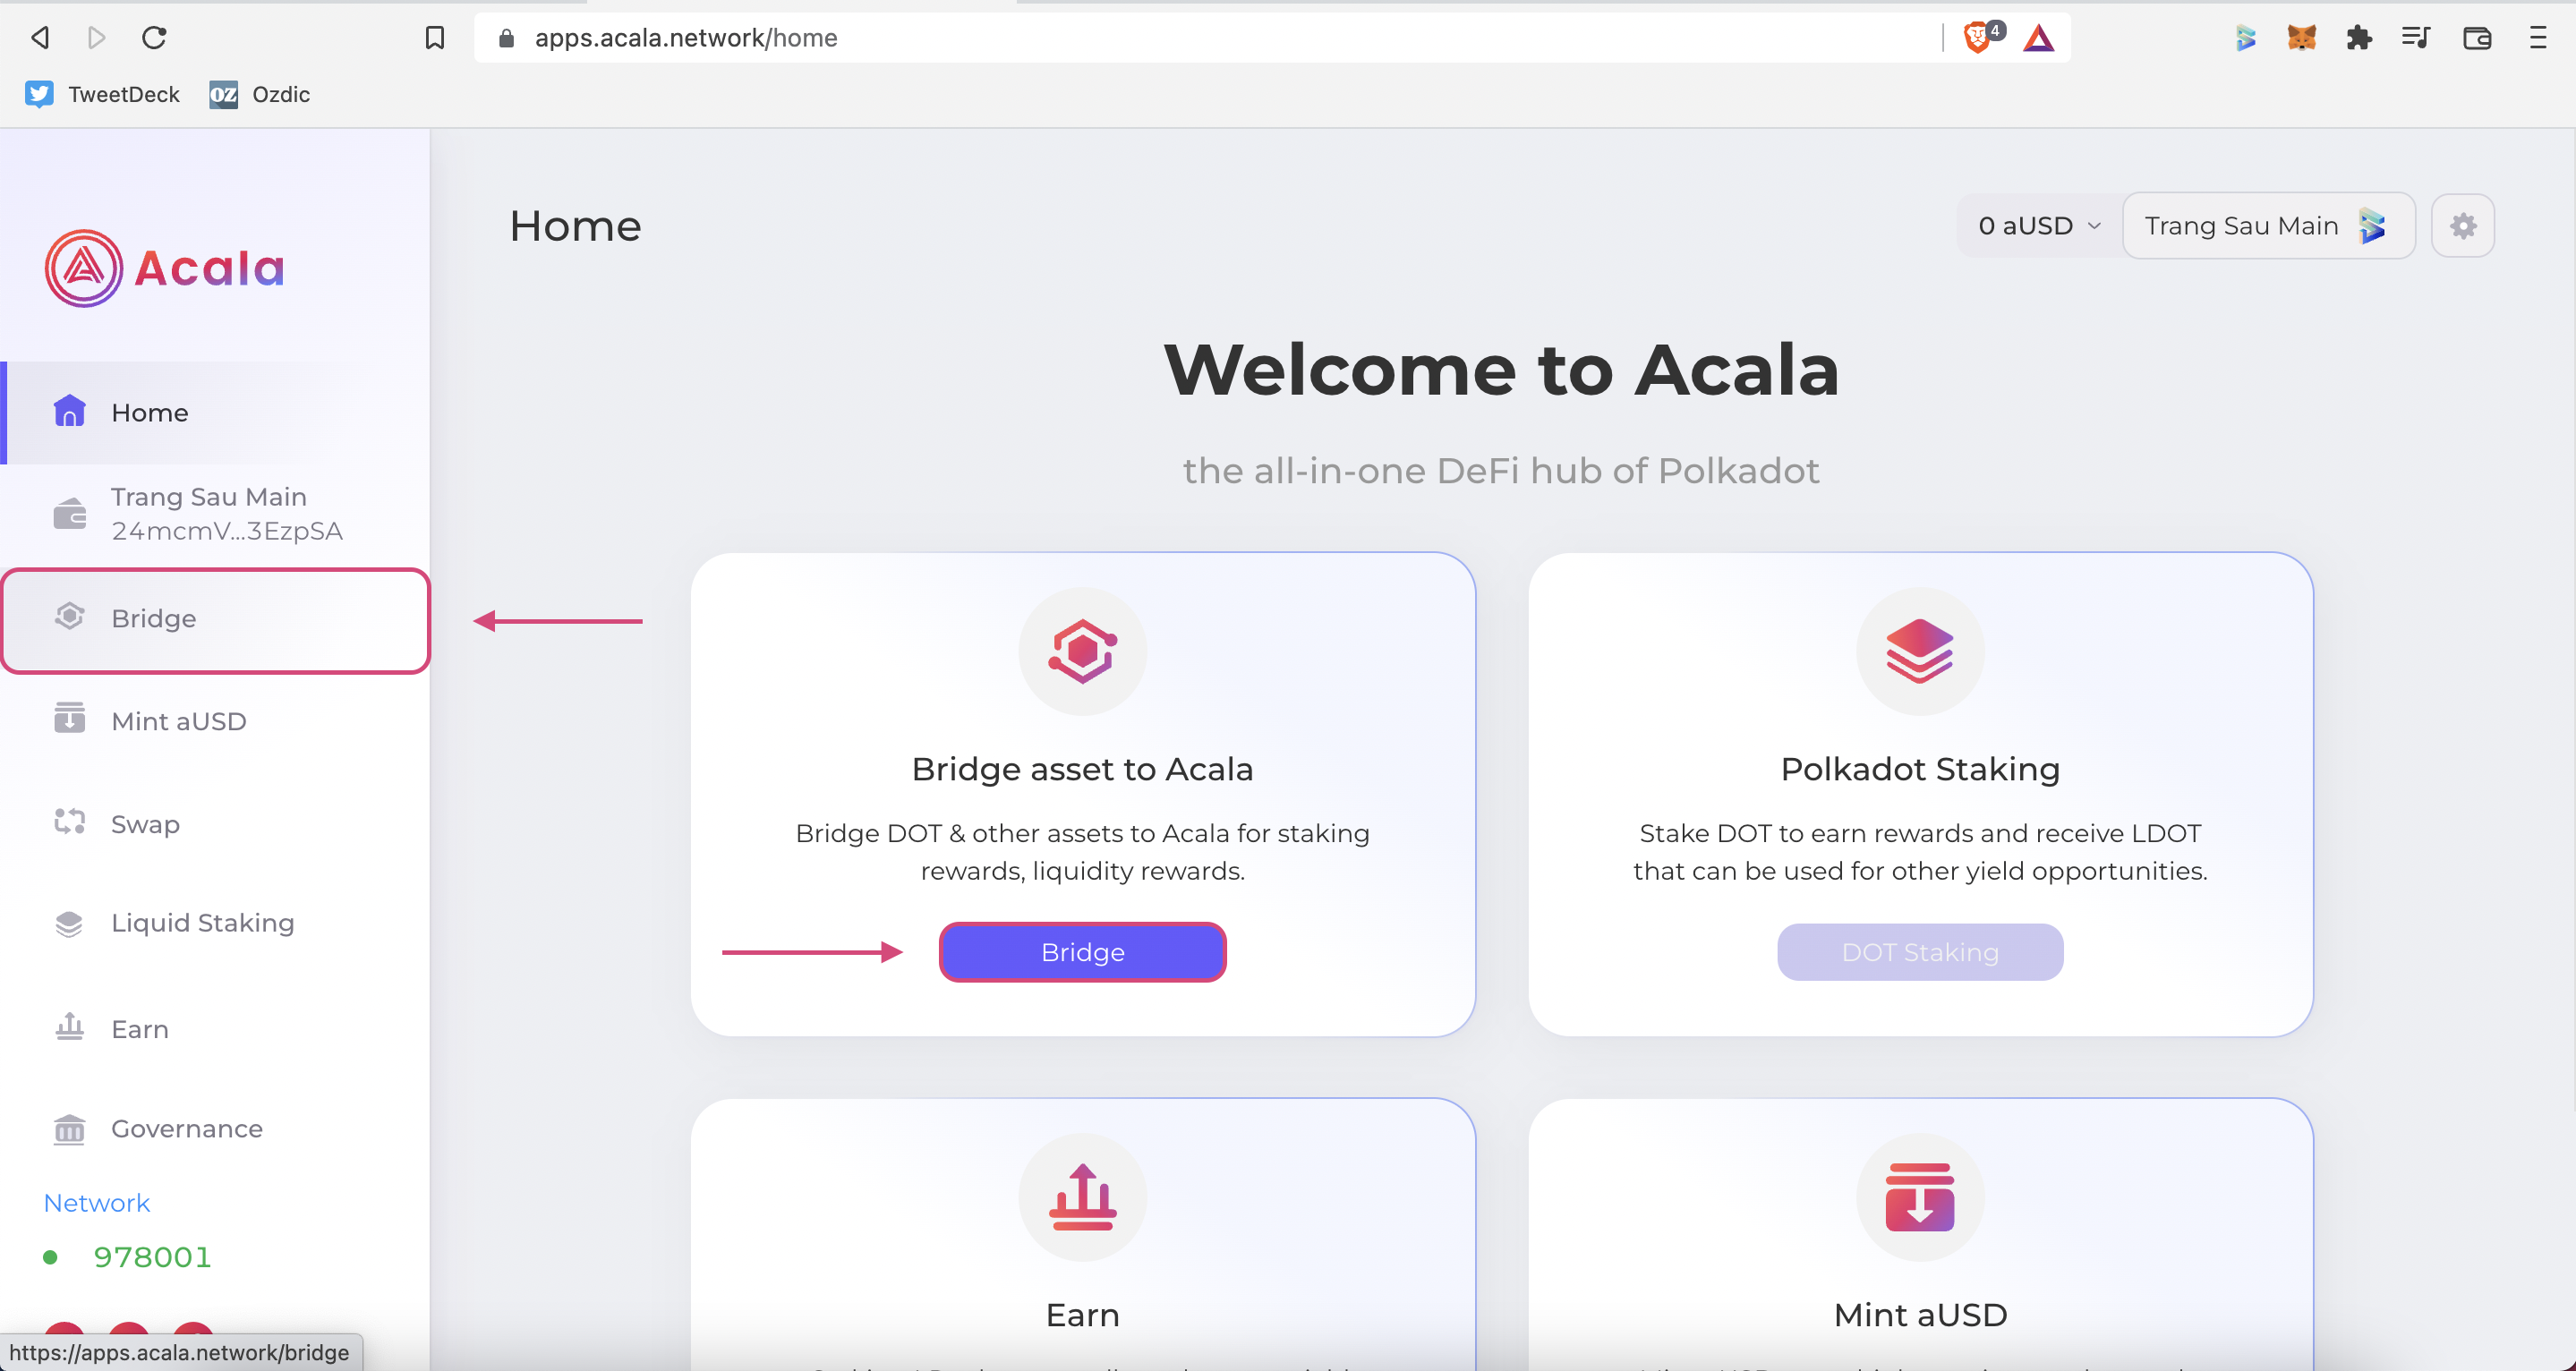 apps.acala.network/home
4
TweetDeck
OZ
Ozdic
Acala
Home
0 aUSD
Trang Sau Main
Home
Trang Sau Main
24mcmV...3EzpSA
Bridge
Mint aUSD
Swap
Liquid Staking
Earn
Governance
Network
978001
https://apps.acala.network/bridge
Welcome to Acala
the all-in-one DeFi hub of Polkadot
Bridge asset to Acala
Bridge DOT & other assets to Acala for staking
rewards, liquidity rewards.
Bridge
Polkadot Staking
Stake DOT to earn rewards and receive LDOT
that can be used for other yield opportunities.
DOT Staking
Earn
Mint aUSD